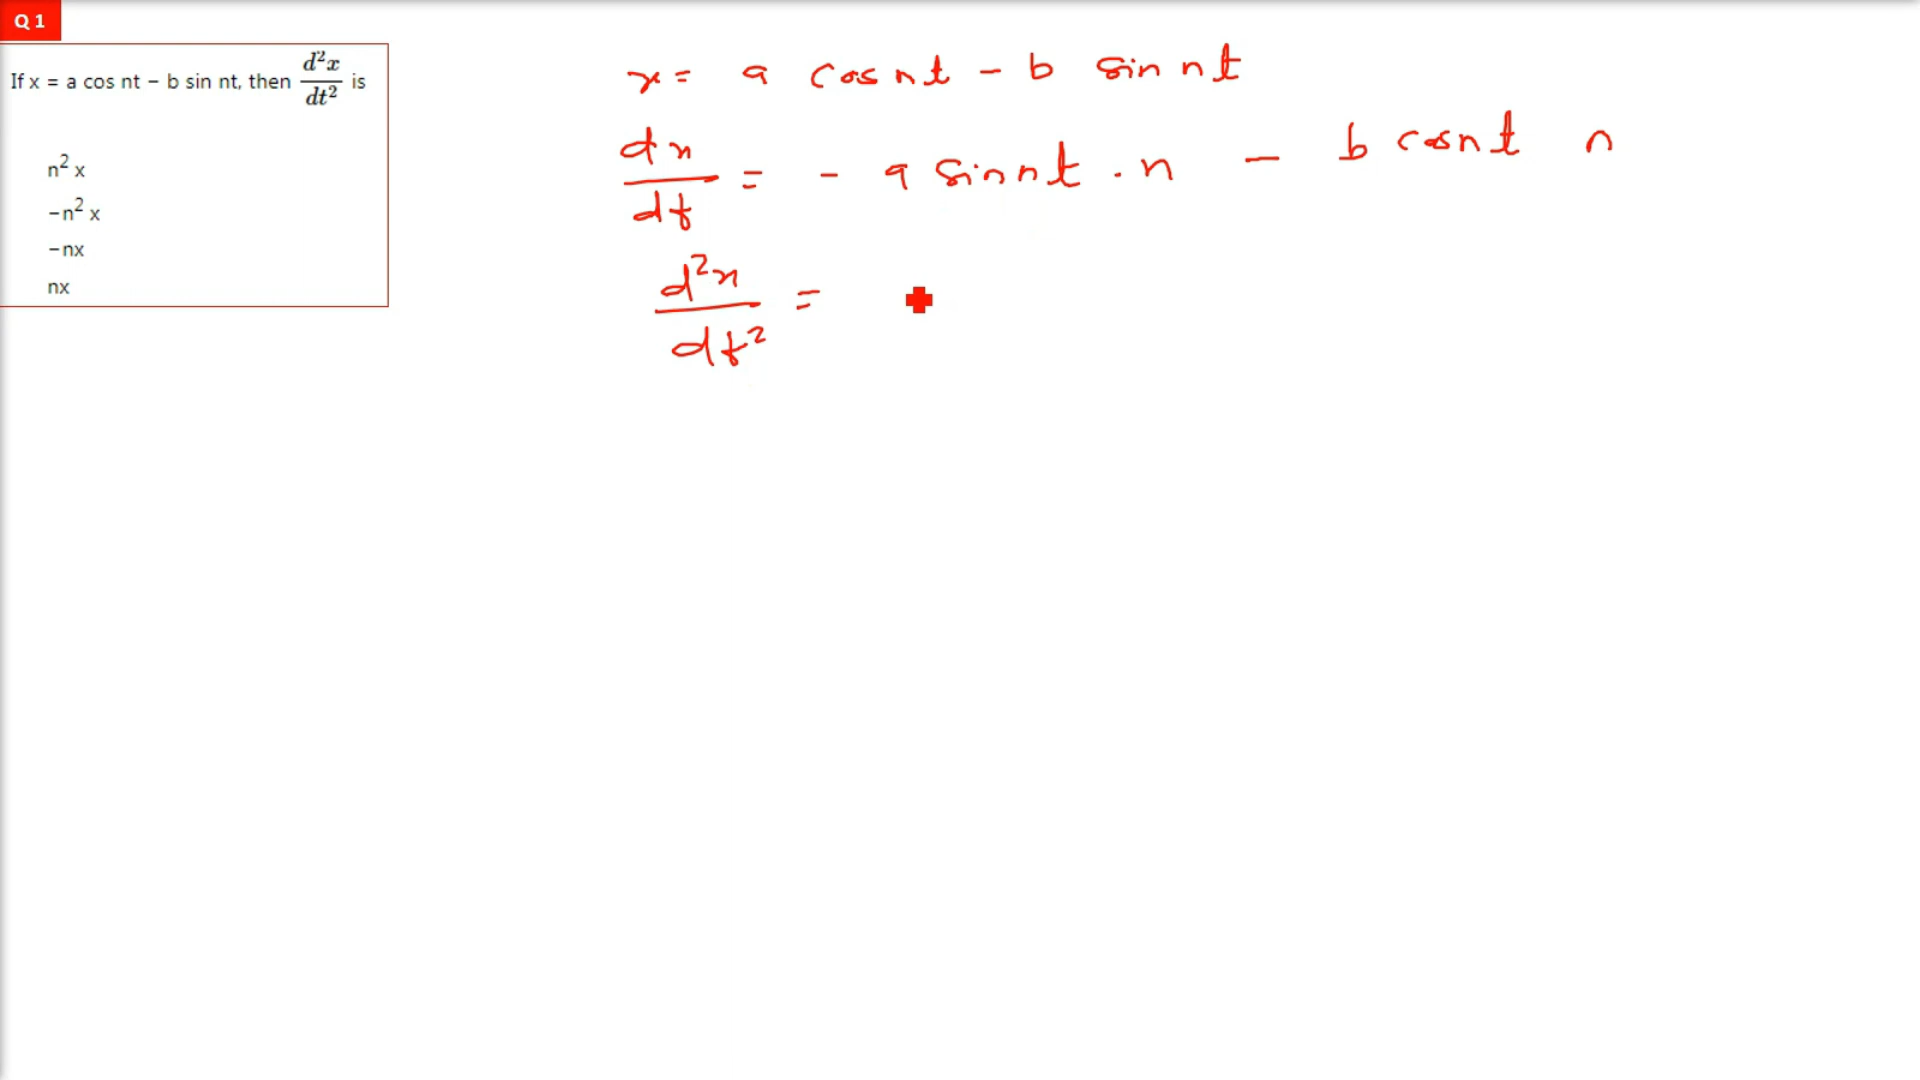 Q 1
If x = a cos nt − b sin nt, then d²x/dt² is
n² x
−n² x
−nx
nx
x = a cos nt − b sin nt
dx/dt = − a sin nt . n − b cos nt n
d²x/dt² =